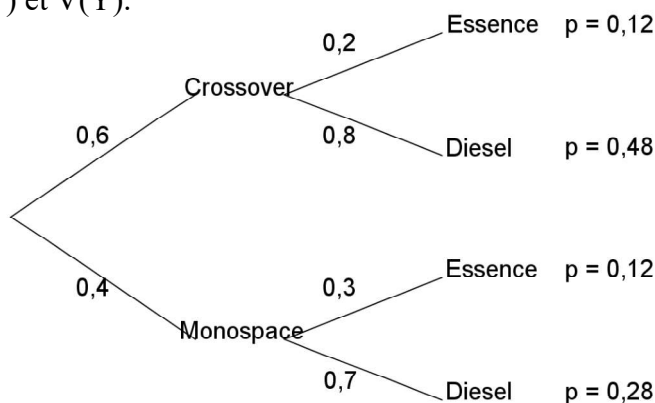 ) et V(Y).
Essence p = 0,12
0,2
Crossover
0,6
0,8
Diesel p = 0,48
Essence p = 0,12
0,4
0,3
Monospace
0,7
Diesel p = 0,28